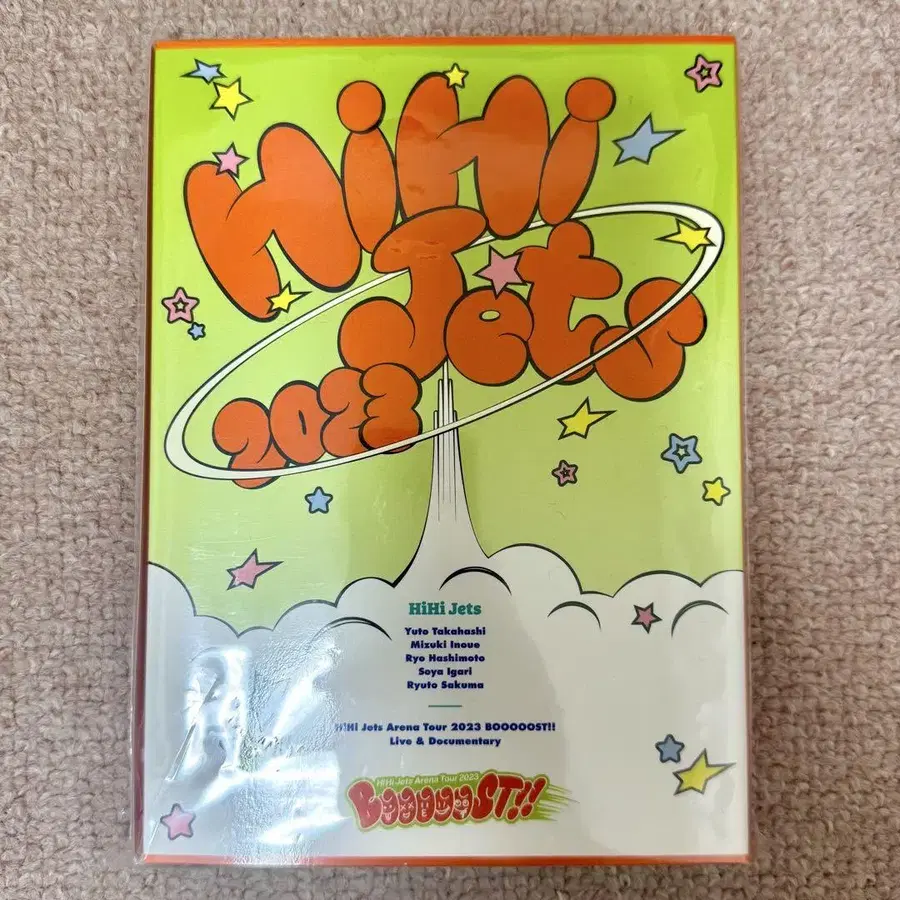 HiHi
Jets
2023
HiHi Jets
Yuto Takahashi
Mizuki Inoue
Ryo Hashimoto
Soya Igari
Ryuto Sakuma
HiHi Jets Arena Tour 2023 BOOOOOST!!
Live & Documentary
HiHi Jets Arena Tour 2023
BOOOOOST!!